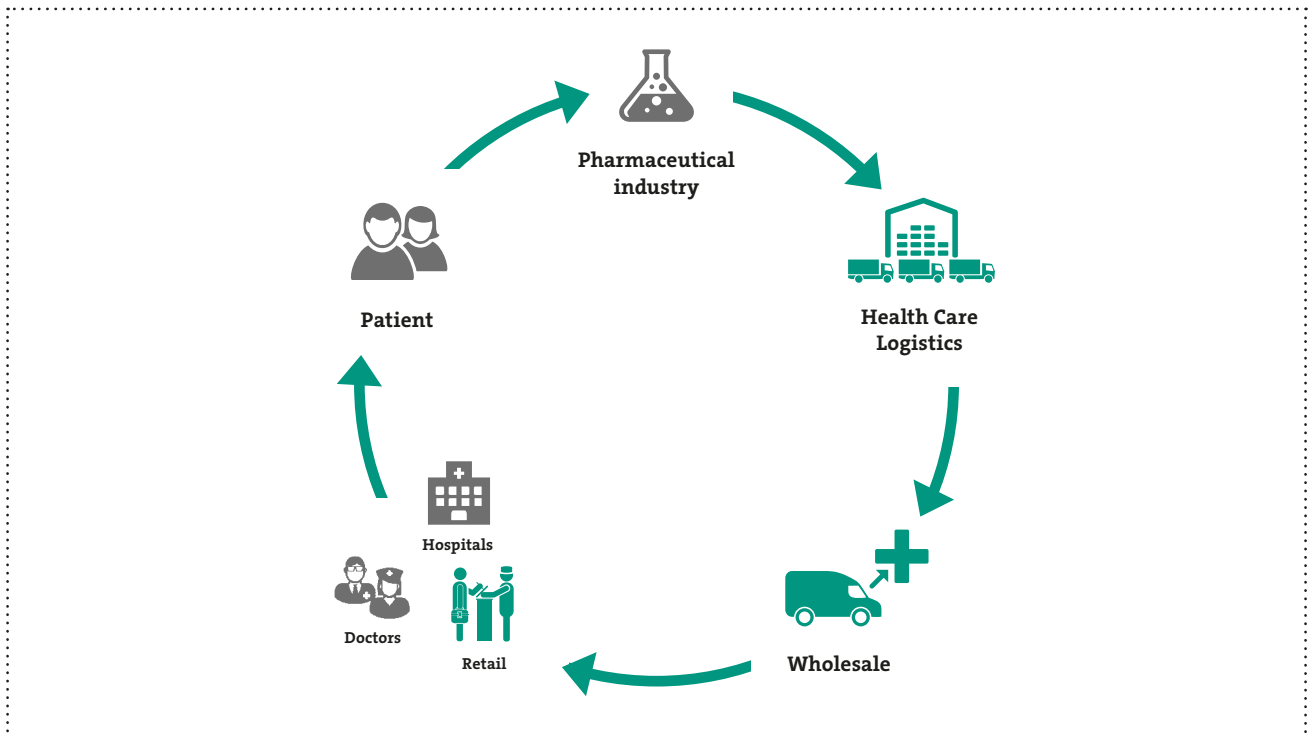 Pharmaceutical
industry
Health Care
Logistics
Wholesale
Retail
Doctors
Hospitals
Patient